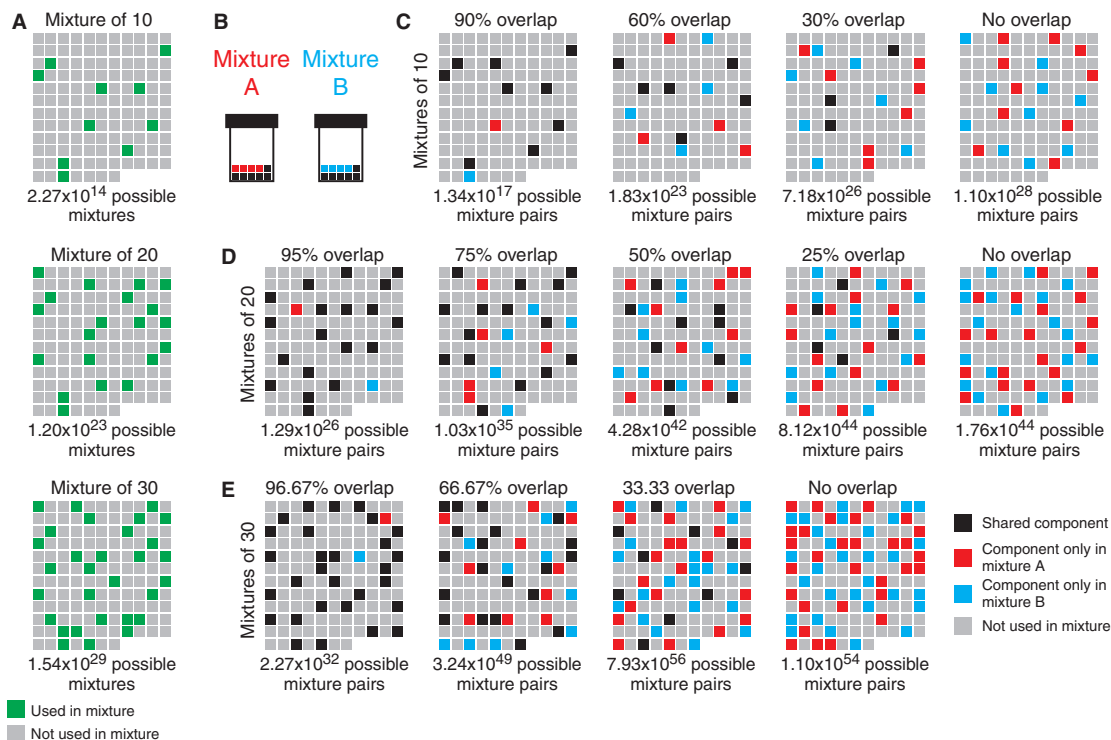 A
Mixture of 10
2.27x10^14 possible
mixtures
Mixture of 20
1.20x10^23 possible
mixtures
Mixture of 30
1.54x10^29 possible
mixtures
Used in mixture
Not used in mixture
B
Mixture
A
Mixture
B
C
Mixtures of 10
90% overlap
1.34x10^17 possible
mixture pairs
60% overlap
1.83x10^23 possible
mixture pairs
30% overlap
7.18x10^26 possible
mixture pairs
No overlap
1.10x10^28 possible
mixture pairs
D
Mixtures of 20
95% overlap
1.29x10^26 possible
mixture pairs
75% overlap
1.03x10^35 possible
mixture pairs
50% overlap
4.28x10^42 possible
mixture pairs
25% overlap
8.12x10^44 possible
mixture pairs
No overlap
1.76x10^44 possible
mixture pairs
E
Mixtures of 30
96.67% overlap
2.27x10^32 possible
mixture pairs
66.67% overlap
3.24x10^49 possible
mixture pairs
33.33 overlap
7.93x10^56 possible
mixture pairs
No overlap
1.10x10^54 possible
mixture pairs
Shared component
Component only in
mixture A
Component only in
mixture B
Not used in mixture